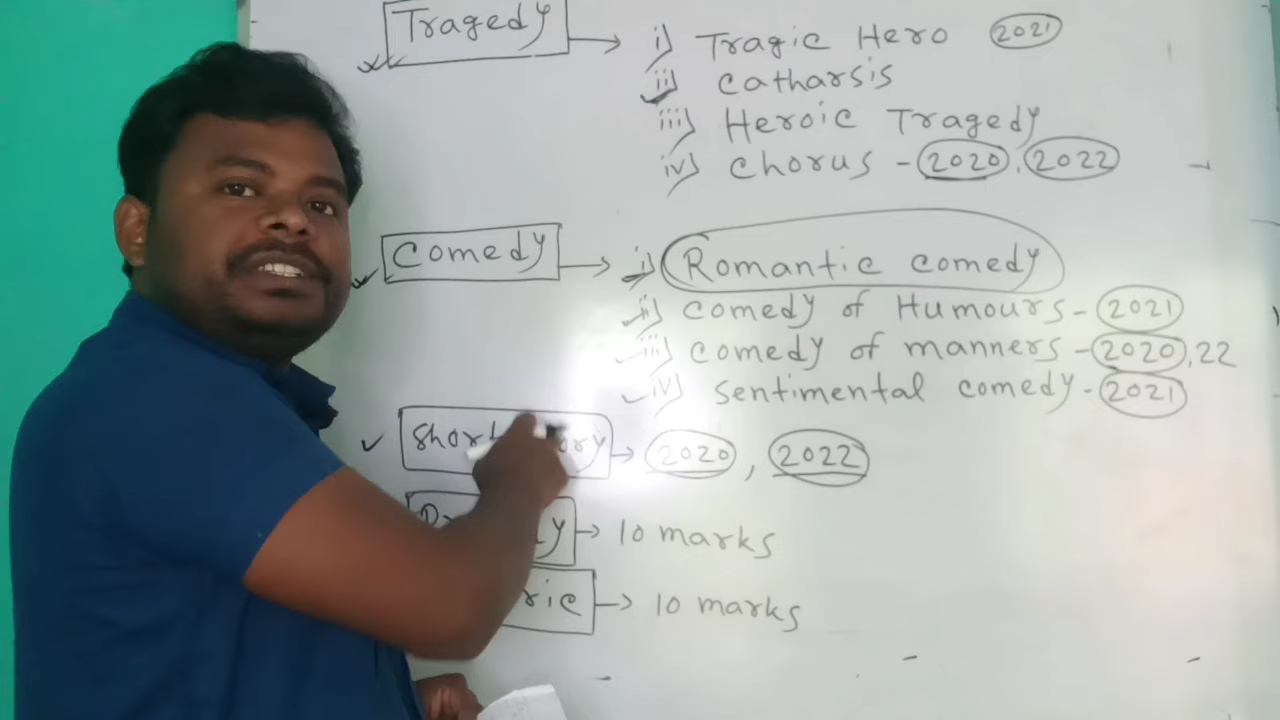 Tragedy → i) Tragic Hero 2021
ii) Catharsis
iii) Heroic Tragedy
iv) Chorus - 2020, 2022
Comedy → i) Romantic comedy
ii) comedy of Humours - 2021
iii) comedy of manners - 2020, 22
iv) sentimental comedy - 2021
Short → 2020, 2022
→ 10 marks
→ 10 marks